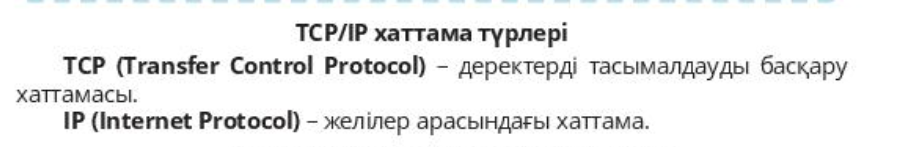 TCP/IP хаттама түрлері
TCP (Transfer Control Protocol) – деректерді тасымалдауды басқару
хаттамасы.
IP (Internet Protocol) – желілер арасындағы хаттама.